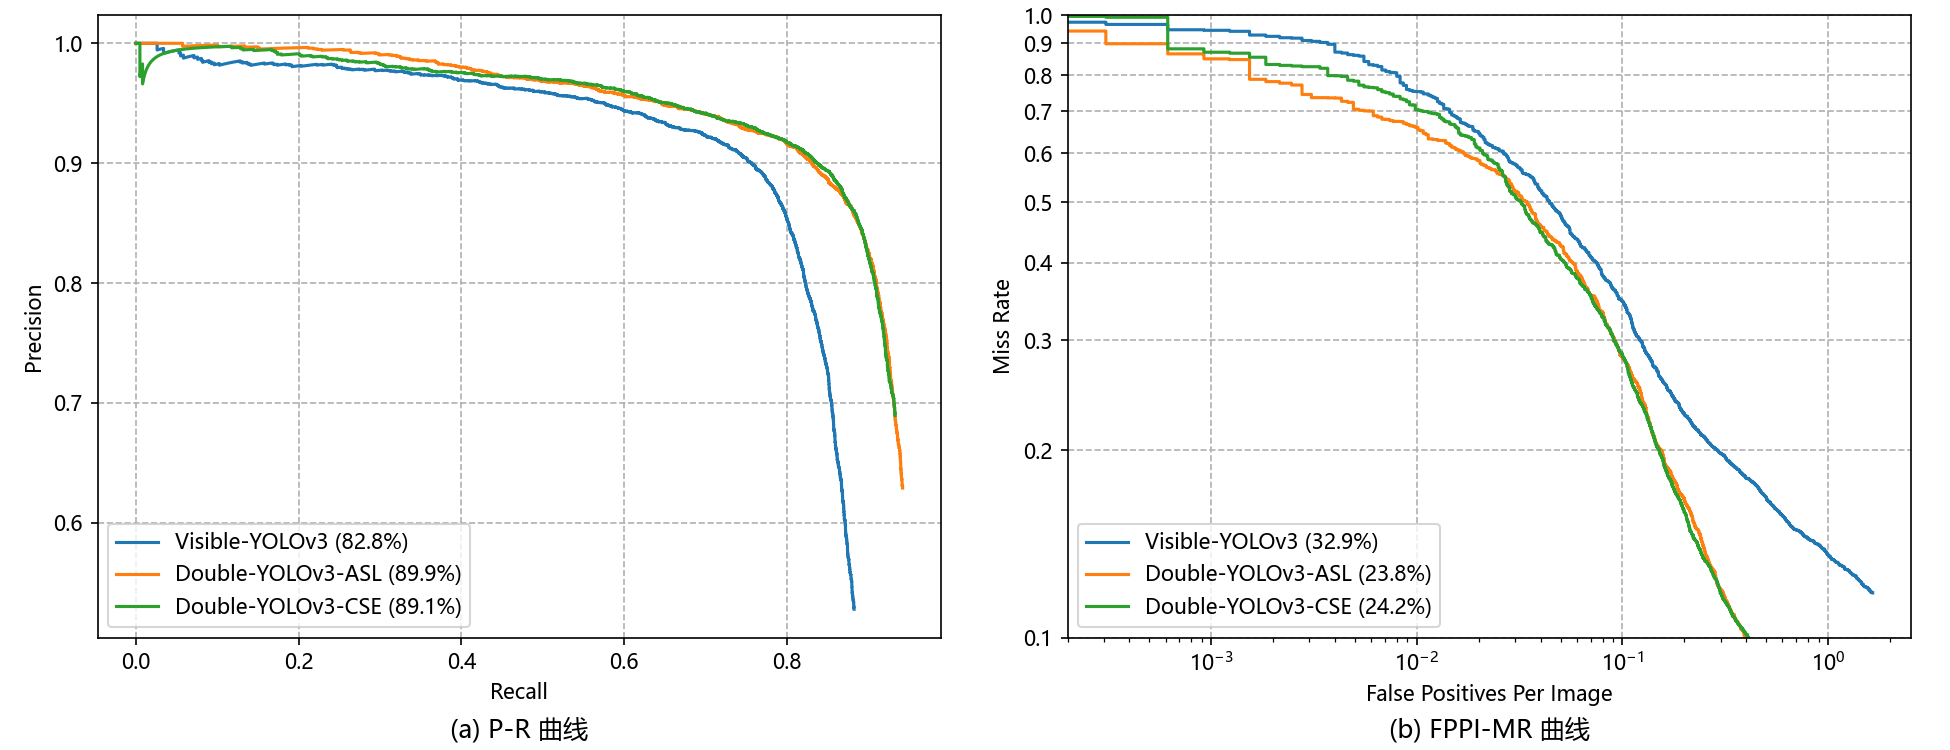 1.0
0.9
0.8
0.7
0.6
Precision
0.0
0.2
0.4
0.6
0.8
Recall
Visible-YOLOv3 (82.8%)
Double-YOLOv3-ASL (89.9%)
Double-YOLOv3-CSE (89.1%)
(a) P-R 曲线
1.0
0.9
0.8
0.7
0.6
0.5
0.4
0.3
0.2
0.1
Miss Rate
10⁻³
10⁻²
10⁻¹
10⁰
False Positives Per Image
Visible-YOLOv3 (32.9%)
Double-YOLOv3-ASL (23.8%)
Double-YOLOv3-CSE (24.2%)
(b) FPPI-MR 曲线